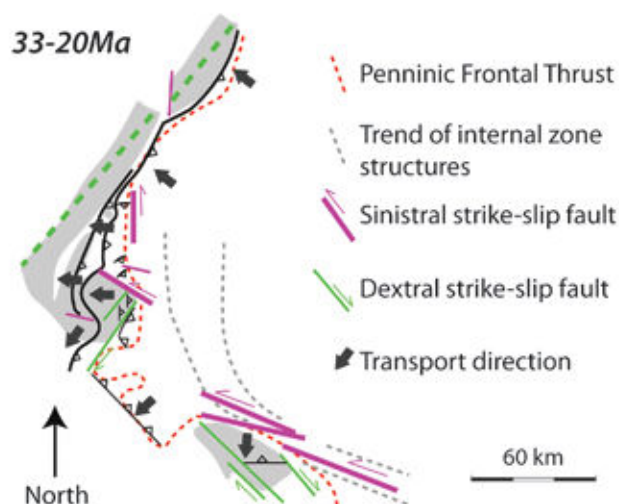 33-20Ma
Penninic Frontal Thrust
Trend of internal zone
structures
Sinistral strike-slip fault
Dextral strike-slip fault
Transport direction
60 km
North